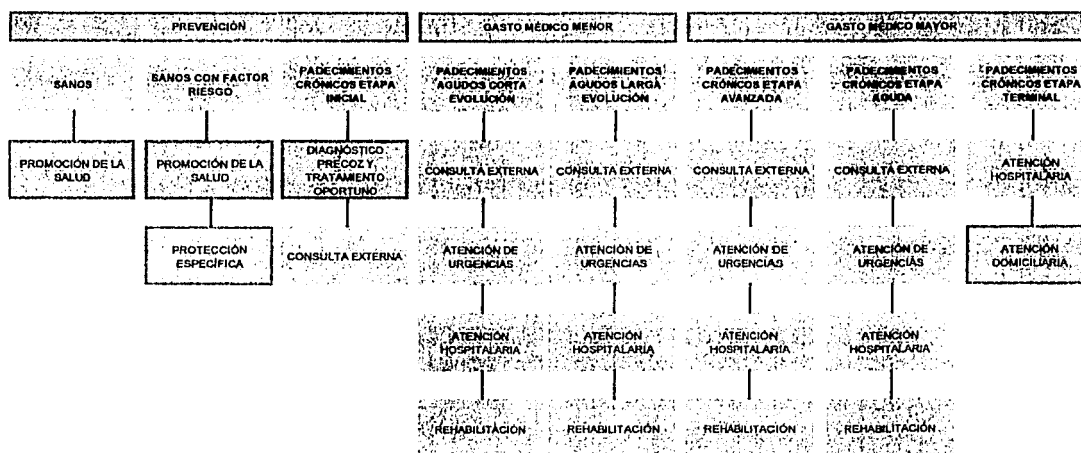 PREVENCIÓN
GASTO MÉDICO MENOR
GASTO MÉDICO MAYOR
SANOS
SANOS CON FACTOR
RIESGO
PADECIMIENTOS
CRÓNICOS ETAPA
INICIAL
PADECIMIENTOS
AGUDOS CORTA
EVOLUCIÓN
PADECIMIENTOS
AGUDOS LARGA
EVOLUCIÓN
PADECIMIENTOS
CRÓNICOS ETAPA
AVANZADA
PADECIMIENTOS
CRÓNICOS ETAPA
AGUDA
PADECIMIENTOS
CRÓNICOS ETAPA
TERMINAL
PROMOCIÓN DE LA
SALUD
PROMOCIÓN DE LA
SALUD
DIAGNÓSTICO
PRECOZ Y
TRATAMIENTO
OPORTUNO
CONSULTA EXTERNA
CONSULTA EXTERNA
CONSULTA EXTERNA
CONSULTA EXTERNA
ATENCIÓN
HOSPITALARIA
PROTECCIÓN
ESPECÍFICA
CONSULTA EXTERNA
ATENCIÓN DE
URGENCIAS
ATENCIÓN DE
URGENCIAS
ATENCIÓN DE
URGENCIAS
ATENCIÓN DE
URGENCIAS
ATENCIÓN
DOMICILIARIA
ATENCIÓN
HOSPITALARIA
ATENCIÓN
HOSPITALARIA
ATENCIÓN
HOSPITALARIA
ATENCIÓN
HOSPITALARIA
REHABILITACIÓN
REHABILITACIÓN
REHABILITACIÓN
REHABILITACIÓN